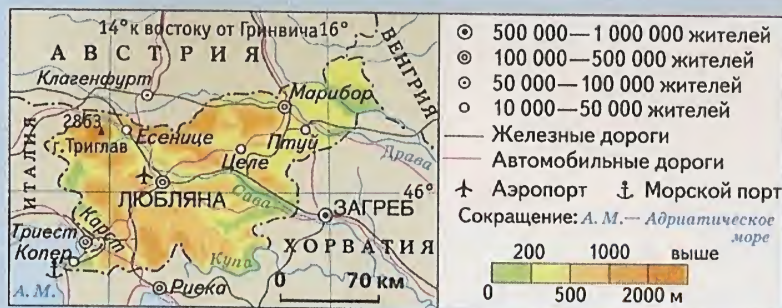 14° к востоку от Гринвича 16°
АВСТРИЯ
ВЕНГРИЯ
Клагенфурт
Марибор
2863
г. Триглав
Есенице
Птуй
Целе
Драва
ИТАЛИЯ
ЛЮБЛЯНА
Сава
46°
ЗАГРЕБ
Триест
Карст
Копер
ХОРВАТИЯ
Купа
А. М.
Риека
0 70 км
500 000—1 000 000 жителей
100 000—500 000 жителей
50 000—100 000 жителей
10 000—50 000 жителей
Железные дороги
Автомобильные дороги
Аэропорт Морской порт
Сокращение: А. М.— Адриатическое
море
200 1000 выше
0 500 2000 м